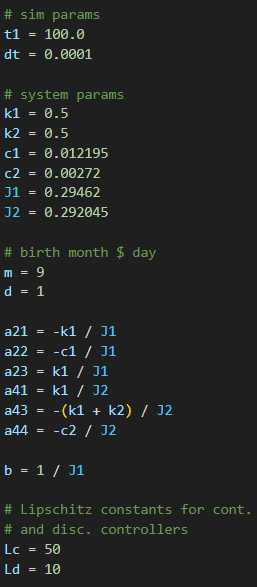 # sim params
t1 = 100.0
dt = 0.0001
# system params
k1 = 0.5
k2 = 0.5
c1 = 0.012195
c2 = 0.00272
J1 = 0.29462
J2 = 0.292045
# birth month $ day
m = 9
d = 1
a21 = -k1 / J1
a22 = -c1 / J1
a23 = k1 / J1
a41 = k1 / J2
a43 = -(k1 + k2) / J2
a44 = -c2 / J2
b = 1 / J1
# Lipschitz constants for cont.
# and disc. controllers
Lc = 50
Ld = 10